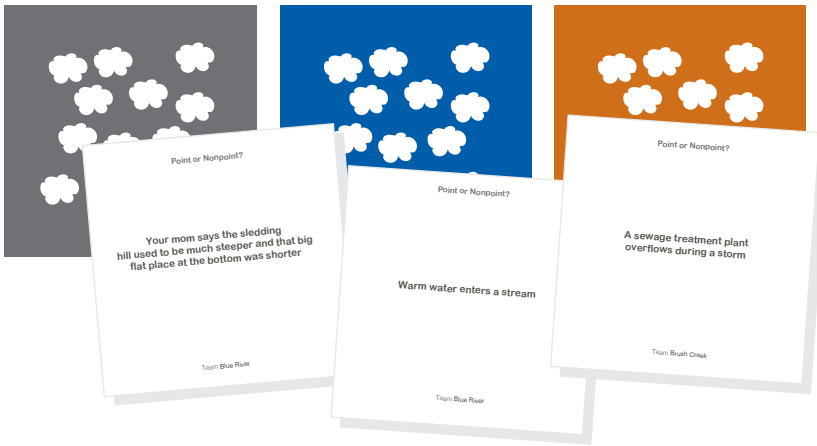 Point or Nonpoint?
Your mom says the sledding
hill used to be much steeper and that big
flat place at the bottom was shorter
Team Blue River
Point or Nonpoint?
Warm water enters a stream
Team Blue River
Point or Nonpoint?
A sewage treatment plant
overflows during a storm
Team Brush Creek